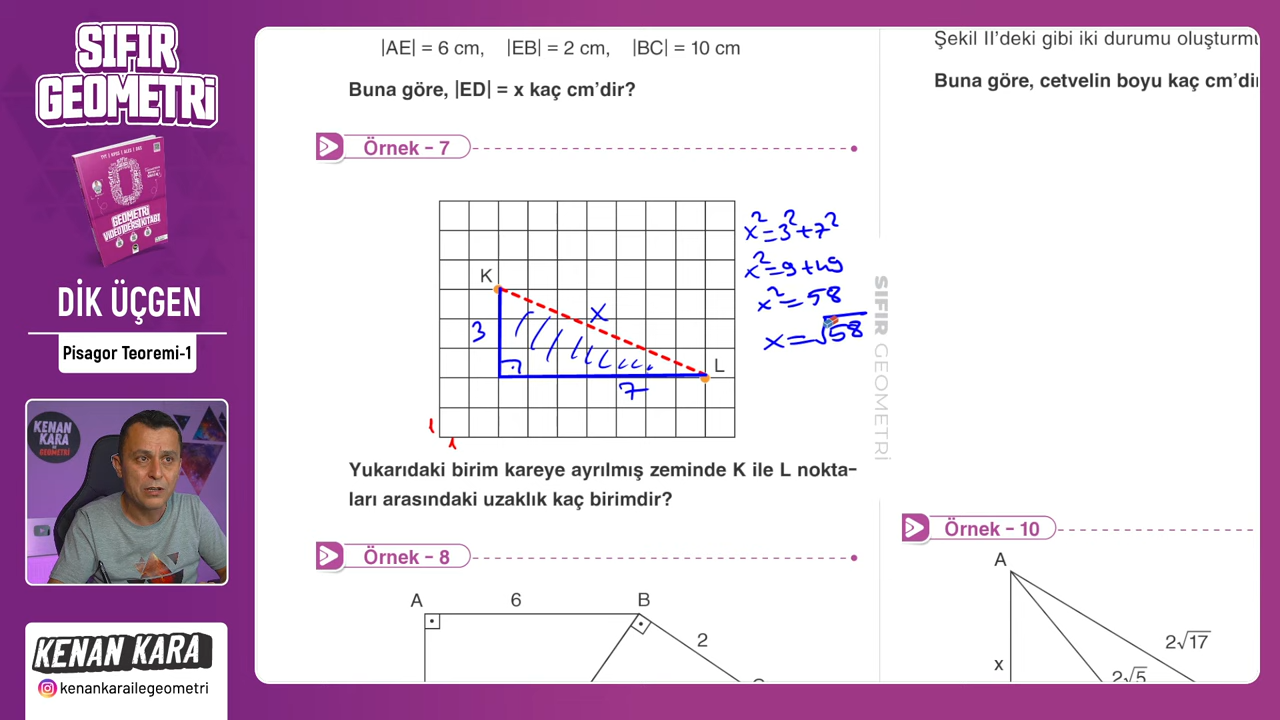 SIFIR
GEOMETRİ
GEOMETRİ
VİDEO DERS KİTABI
DİK ÜÇGEN
Pisagor Teoremi-1
KENAN
KARA
GEOMETRİ
KENAN KARA
kenankarailegeometri
|AE| = 6 cm, |EB| = 2 cm, |BC| = 10 cm
Buna göre, |ED| = x kaç cm'dir?
Örnek – 7
K
x
3
L
7
1
1
x² = 3² + 7²
x² = 9 + 49
x² = 58
x = √58
Yukarıdaki birim kareye ayrılmış zeminde K ile L nokta-
ları arasındaki uzaklık kaç birimdir?
Örnek – 8
A
6
B
2
SIFIR GEOMETRİ
Şekil II'deki gibi iki durumu oluşturmu
Buna göre, cetvelin boyu kaç cm'di
Örnek – 10
A
2√17
x
2√5